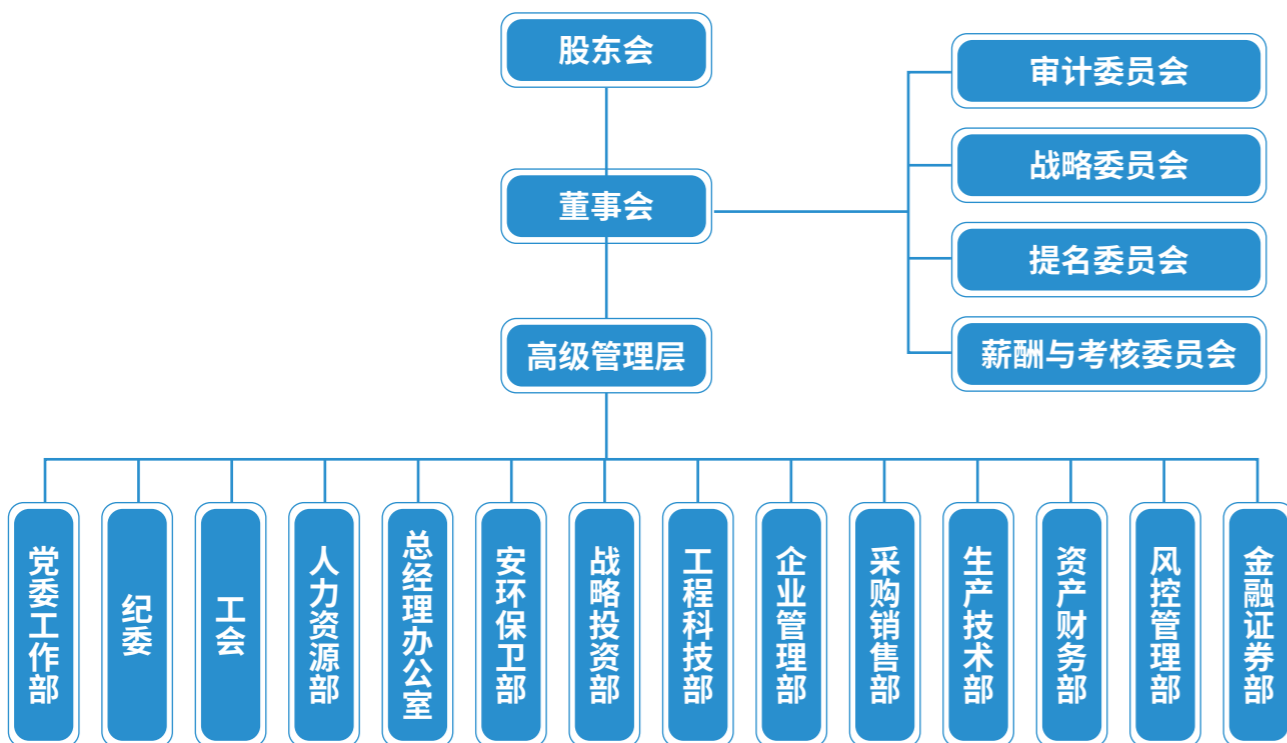 股东会
审计委员会
战略委员会
董事会
提名委员会
高级管理层
薪酬与考核委员会
党委工作部
纪委
工会
人力资源部
总经理办公室
安环保卫部
战略投资部
工程科技部
企业管理部
采购销售部
生产技术部
资产财务部
风控管理部
金融证券部